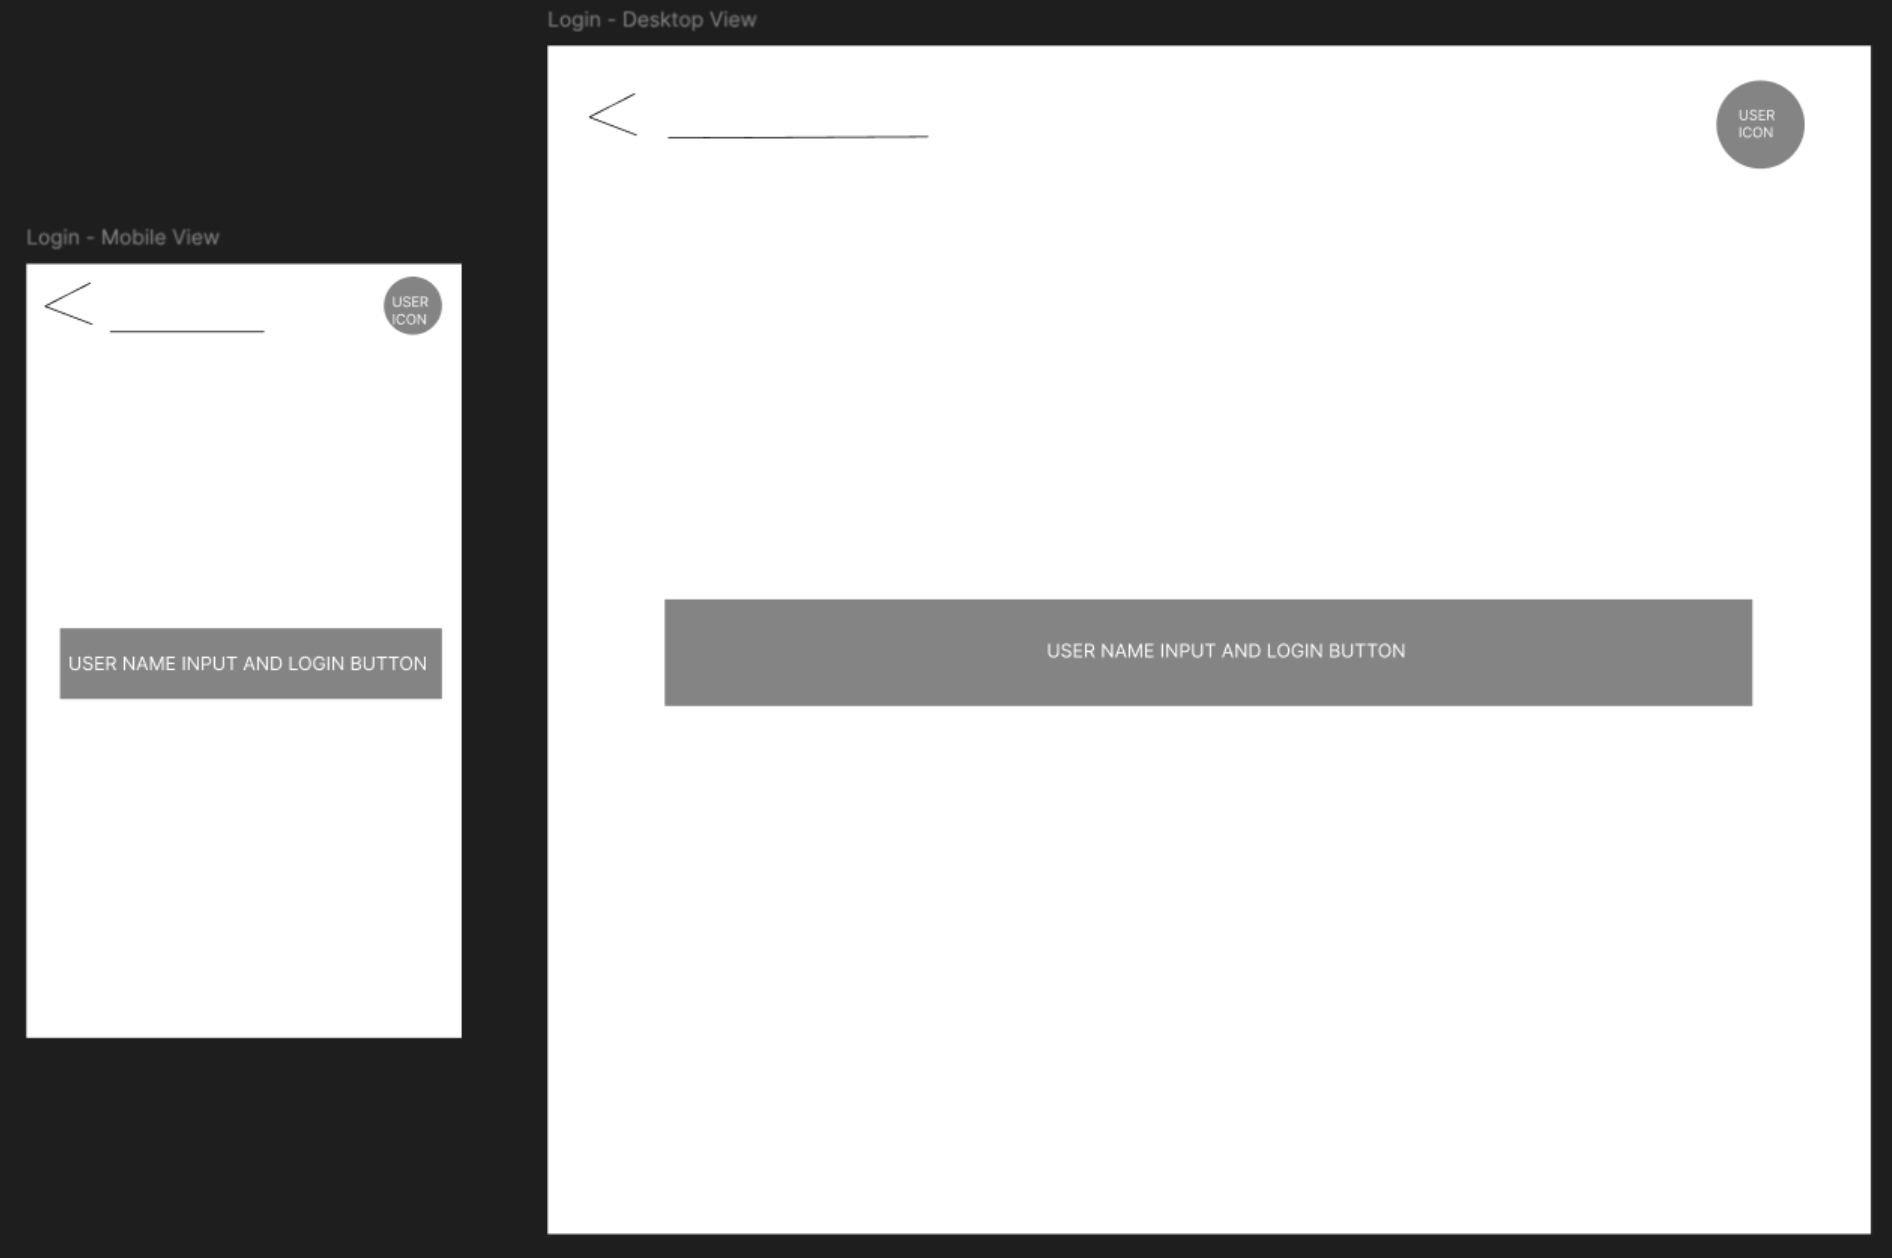 Login - Desktop View
USER
ICON
USER NAME INPUT AND LOGIN BUTTON
Login - Mobile View
USER
ICON
USER NAME INPUT AND LOGIN BUTTON